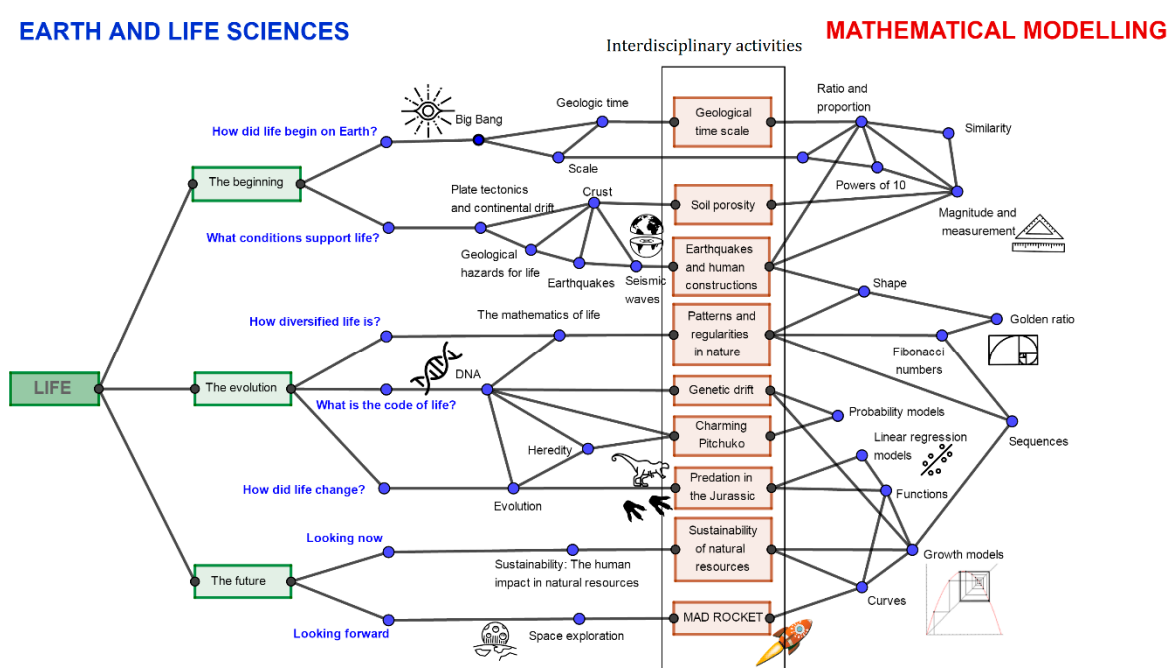 EARTH AND LIFE SCIENCES
MATHEMATICAL MODELLING
Interdisciplinary activities
LIFE
The beginning
The evolution
The future
How did life begin on Earth?
Big Bang
Geologic time
Scale
What conditions support life?
Plate tectonics
and continental drift
Crust
Geological
hazards for life
Earthquakes
Seismic
waves
How diversified life is?
The mathematics of life
DNA
What is the code of life?
Heredity
How did life change?
Evolution
Looking now
Sustainability: The human
impact in natural resources
Looking forward
Space exploration
Geological
time scale
Soil porosity
Earthquakes
and human
constructions
Patterns and
regularities
in nature
Genetic drift
Charming
Pitchuko
Predation in
the Jurassic
Sustainability
of natural
resources
MAD ROCKET
Ratio and
proportion
Similarity
Powers of 10
Magnitude and
measurement
Shape
Golden ratio
Fibonacci
numbers
Probability models
Sequences
Linear regression
models
Functions
Growth models
Curves